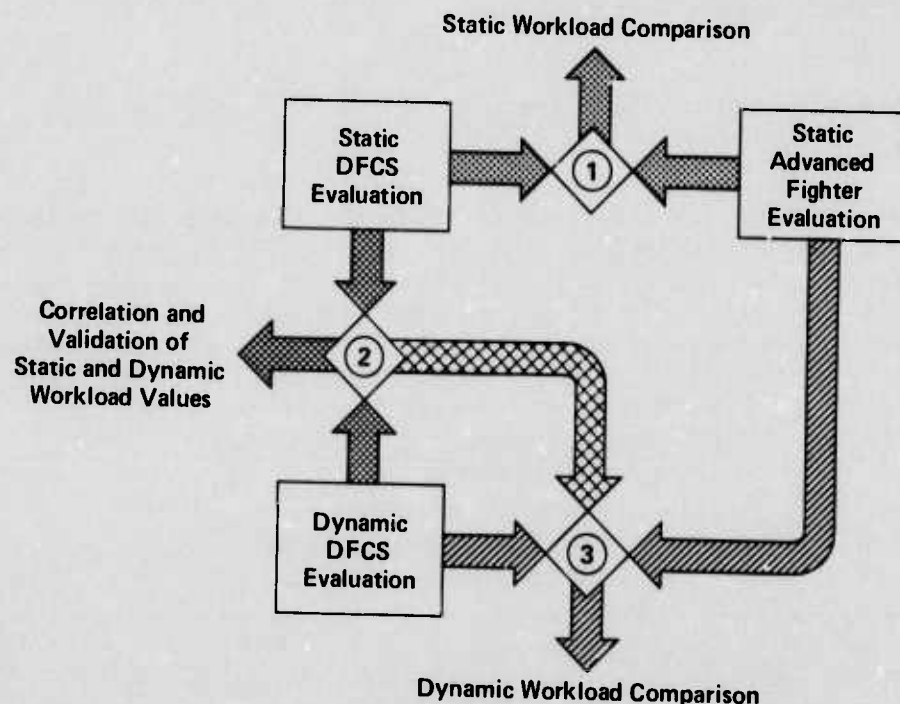 Static Workload Comparison
Static
DFCS
Evaluation
1
Static
Advanced
Fighter
Evaluation
Correlation and
Validation of
Static and Dynamic
Workload Values
2
Dynamic
DFCS
Evaluation
3
Dynamic Workload Comparison